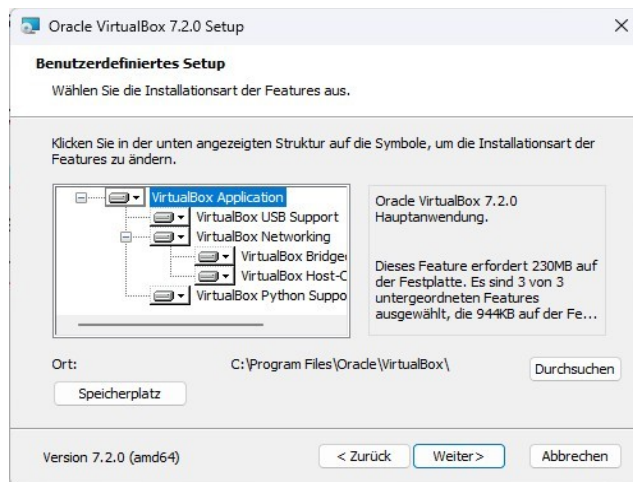 Oracle VirtualBox 7.2.0 Setup
Benutzerdefiniertes Setup
Wählen Sie die Installationsart der Features aus.
Klicken Sie in der unten angezeigten Struktur auf die Symbole, um die Installationsart der
Features zu ändern.
VirtualBox Application
VirtualBox USB Support
VirtualBox Networking
VirtualBox Bridge
VirtualBox Host-C
VirtualBox Python Suppo
Oracle VirtualBox 7.2.0
Hauptanwendung.
Dieses Feature erfordert 230MB auf
der Festplatte. Es sind 3 von 3
untergeordneten Features
ausgewählt, die 944KB auf der Fe...
Ort:
C:\Program Files\Oracle\VirtualBox\
Durchsuchen
Speicherplatz
Version 7.2.0 (amd64)
< Zurück
Weiter>
Abbrechen